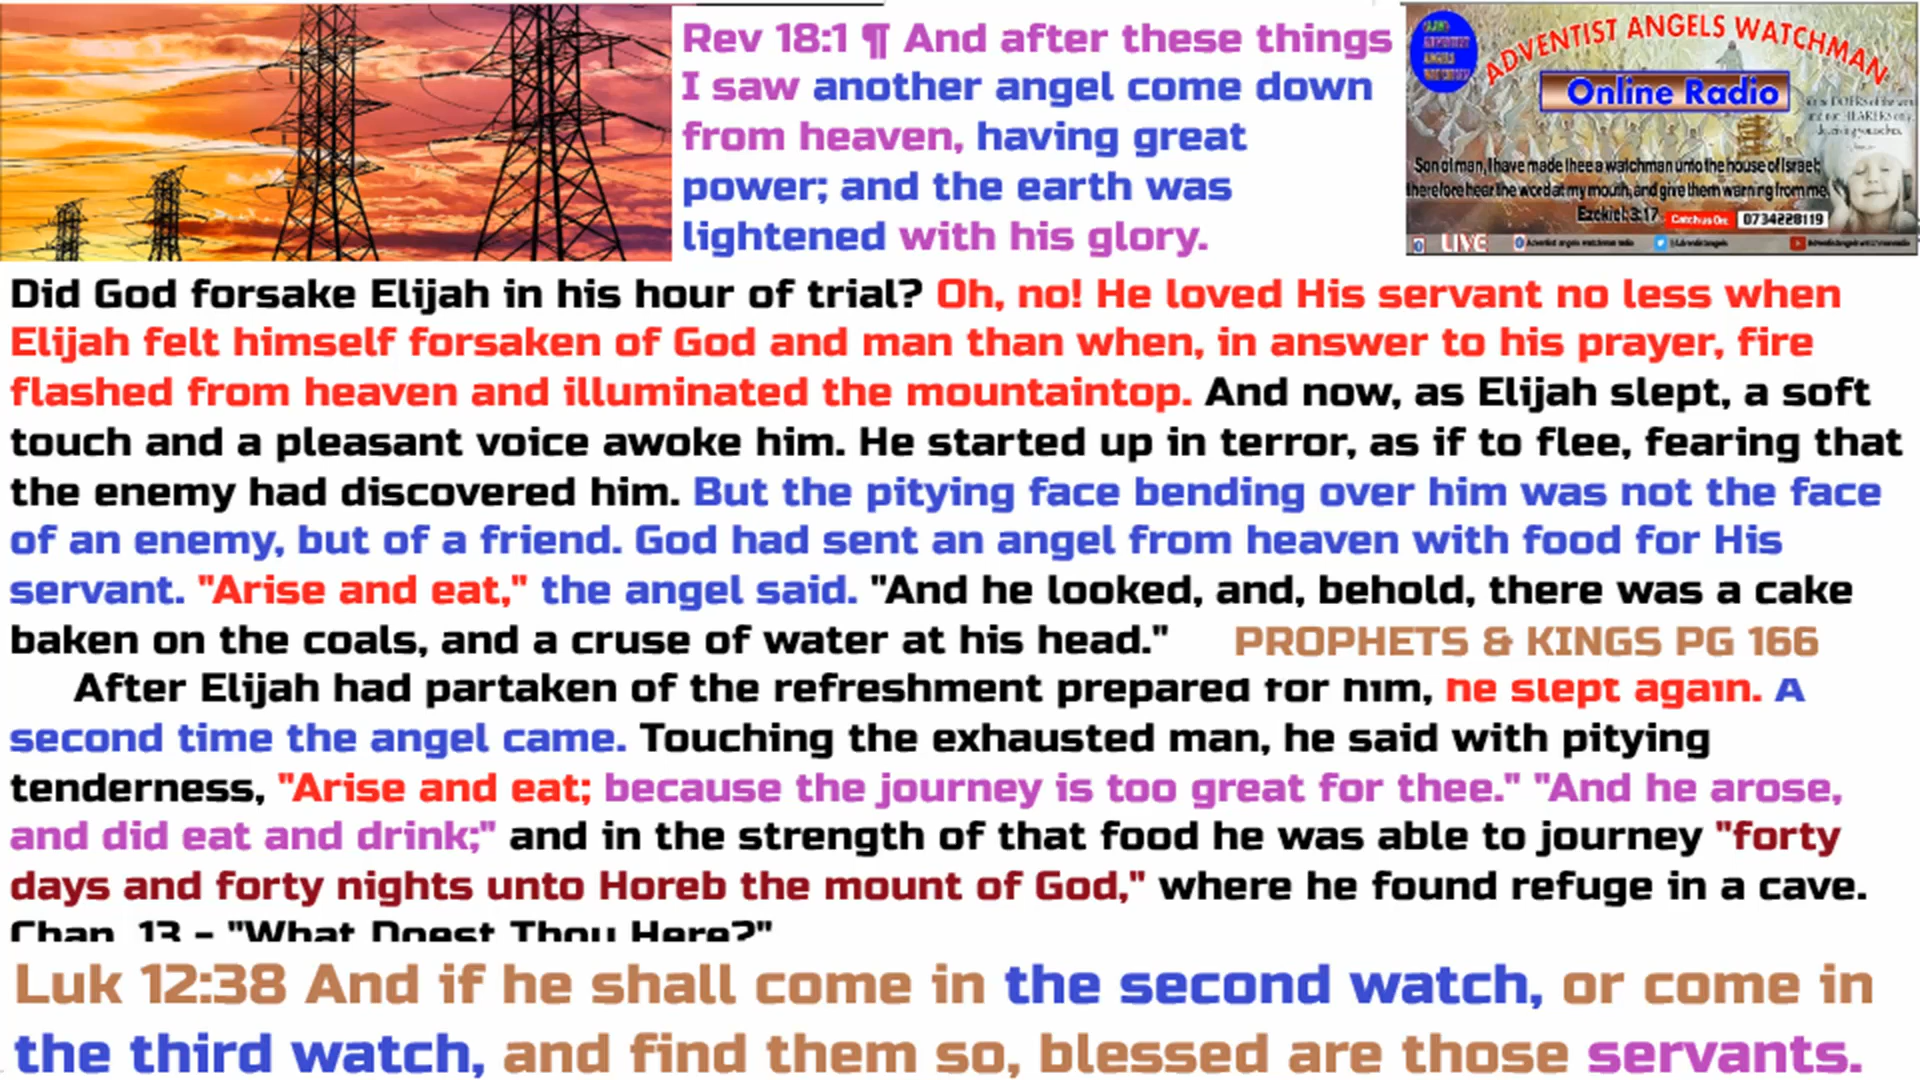 Rev 18:1 ¶ And after these things
I saw another angel come down
from heaven, having great
power; and the earth was
lightened with his glory.
ADVENTIST ANGELS WATCHMAN
Online Radio
Son of man, I have made thee a watchman unto the house of Israel;
therefore hear the word at my mouth, and give them warning from me.
Ezekiel 3:17 Catch us On: 0734228119
LIVE Adventist angels watchman radio
Did God forsake Elijah in his hour of trial? Oh, no! He loved His servant no less when
Elijah felt himself forsaken of God and man than when, in answer to his prayer, fire
flashed from heaven and illuminated the mountaintop. And now, as Elijah slept, a soft
touch and a pleasant voice awoke him. He started up in terror, as if to flee, fearing that
the enemy had discovered him. But the pitying face bending over him was not the face
of an enemy, but of a friend. God had sent an angel from heaven with food for His
servant. "Arise and eat," the angel said. "And he looked, and, behold, there was a cake
baken on the coals, and a cruse of water at his head." PROPHETS & KINGS PG 166
After Elijah had partaken of the refreshment prepared for him, he slept again. A
second time the angel came. Touching the exhausted man, he said with pitying
tenderness, "Arise and eat; because the journey is too great for thee." "And he arose,
and did eat and drink;" and in the strength of that food he was able to journey "forty
days and forty nights unto Horeb the mount of God," where he found refuge in a cave.
Chap. 13 - "What Doest Thou Here?"
Luk 12:38 And if he shall come in the second watch, or come in
the third watch, and find them so, blessed are those servants.